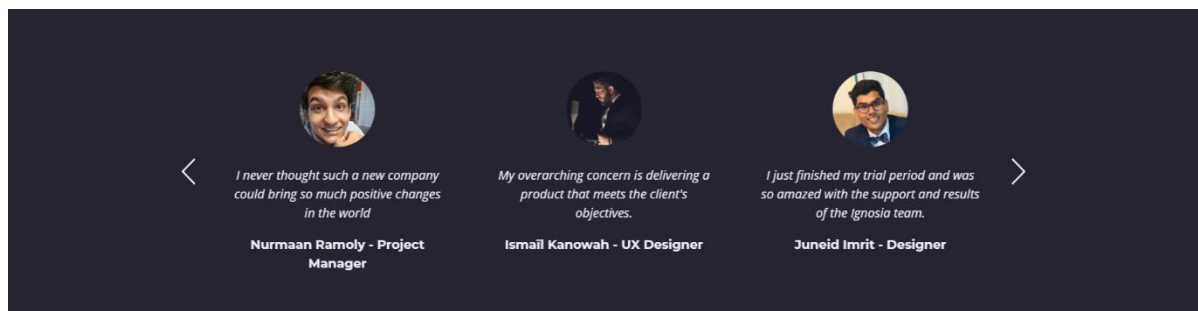 I never thought such a new company
could bring so much positive changes
in the world
Nurmaan Ramoly - Project
Manager
My overarching concern is delivering a
product that meets the client's
objectives.
Ismaïl Kanowah - UX Designer
I just finished my trial period and was
so amazed with the support and results
of the Ignosia team.
Juneid Imrit - Designer